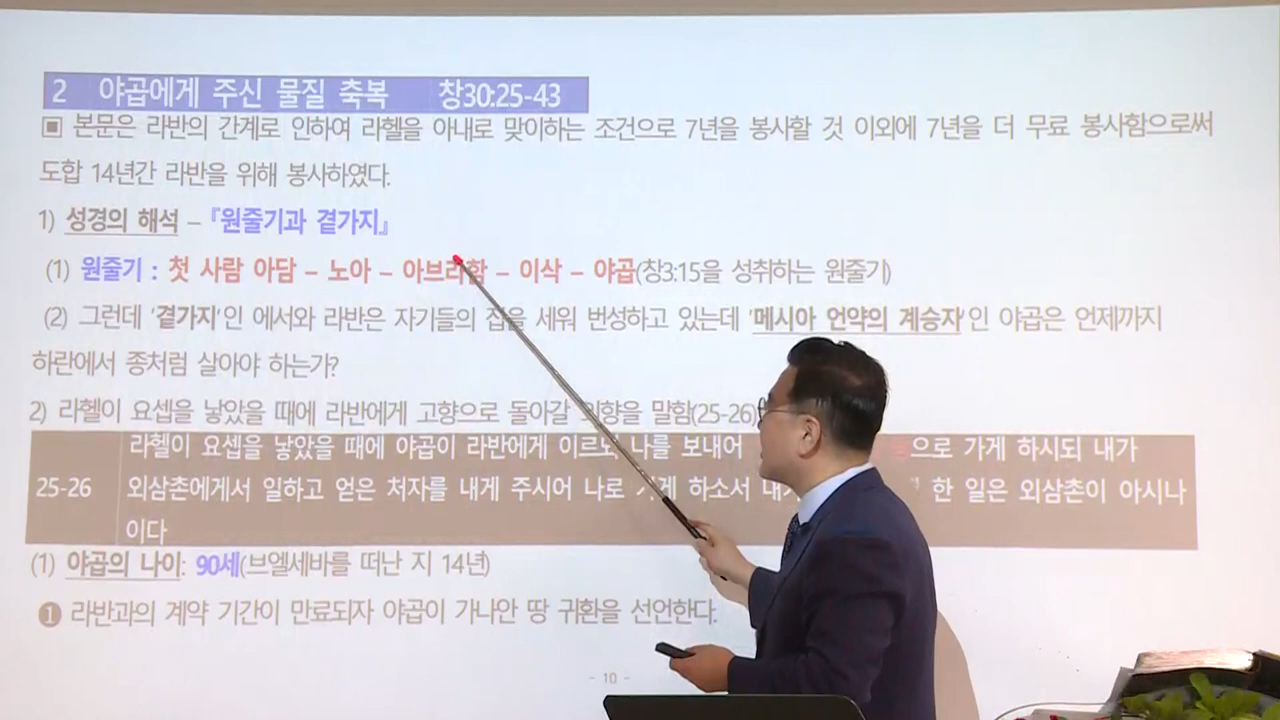 2 야곱에게 주신 물질 축복 창30:25-43
▣ 본문은 라반의 간계로 인하여 라헬을 아내로 맞이하는 조건으로 7년을 봉사할 것 이외에 7년을 더 무료 봉사함으로써
도합 14년간 라반을 위해 봉사하였다.
1) 성경의 해석 – 『원줄기과 곁가지』
(1) 원줄기 : 첫 사람 아담 – 노아 – 아브라함 – 이삭 – 야곱(창3:15을 성취하는 원줄기)
(2) 그런데 '곁가지'인 에서와 라반은 자기들의 집을 세워 번성하고 있는데 '메시아 언약의 계승자'인 야곱은 언제까지
하란에서 종처럼 살아야 하는가?
2) 라헬이 요셉을 낳았을 때에 라반에게 고향으로 돌아갈 의향을 말함(25-26)
라헬이 요셉을 낳았을 때에 야곱이 라반에게 이르되 나를 보내어 으로 가게 하시되 내가
25-26 외삼촌에게서 일하고 얻은 처자를 내게 주시어 나로 가게 하소서 내가 한 일은 외삼촌이 아시나
이다
(1) 야곱의 나이: 90세(브엘세바를 떠난 지 14년)
❶ 라반과의 계약 기간이 만료되자 야곱이 가나안 땅 귀환을 선언한다.
- 10 -